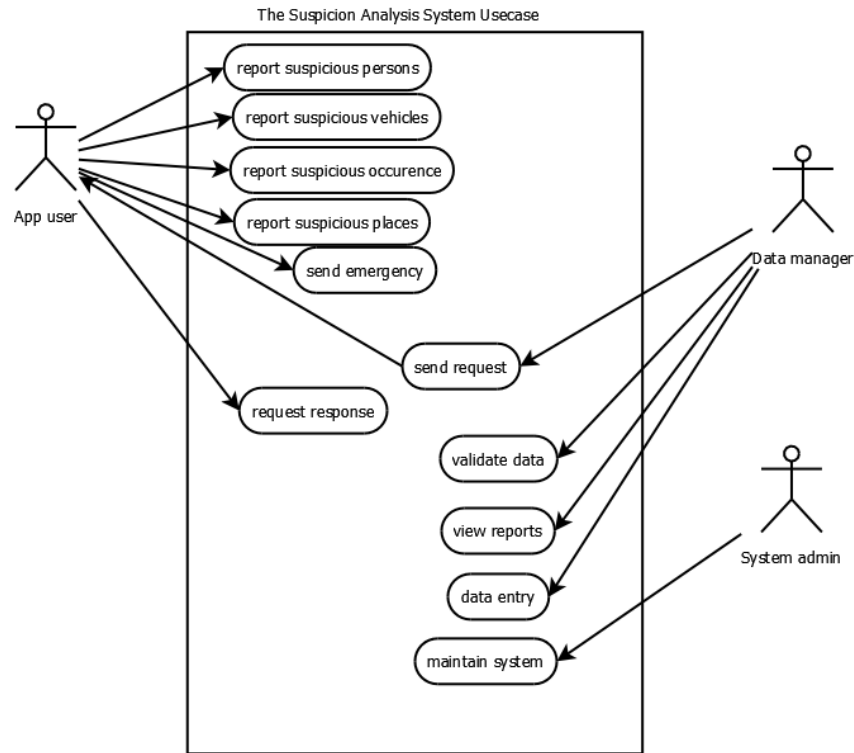 The Suspicion Analysis System Usecase
report suspicious persons
report suspicious vehicles
report suspicious occurence
report suspicious places
send emergency
App user
Data manager
send request
request response
validate data
view reports
System admin
data entry
maintain system